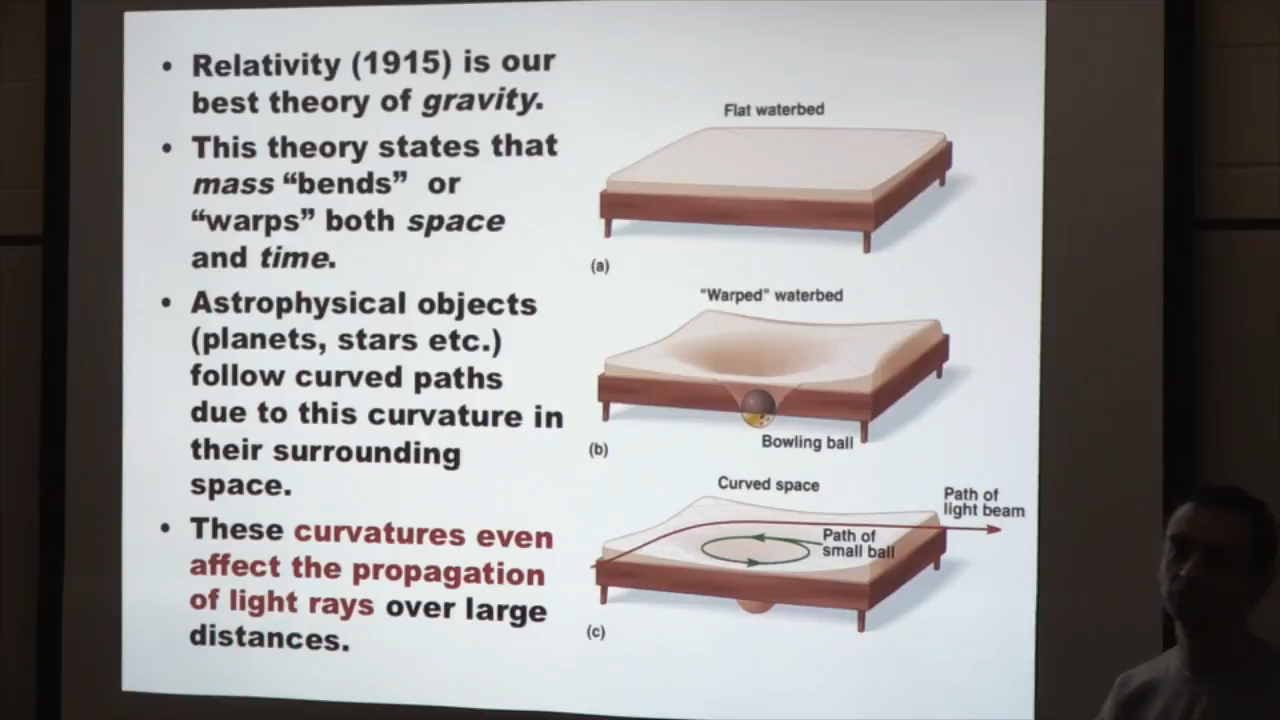 • Relativity (1915) is our
best theory of gravity.
• This theory states that
mass “bends” or
“warps” both space
and time.
• Astrophysical objects
(planets, stars etc.)
follow curved paths
due to this curvature in
their surrounding
space.
• These curvatures even
affect the propagation
of light rays over large
distances.
Flat waterbed
(a)
"Warped" waterbed
Bowling ball
(b)
Curved space
Path of
light beam
Path of
small ball
(c)